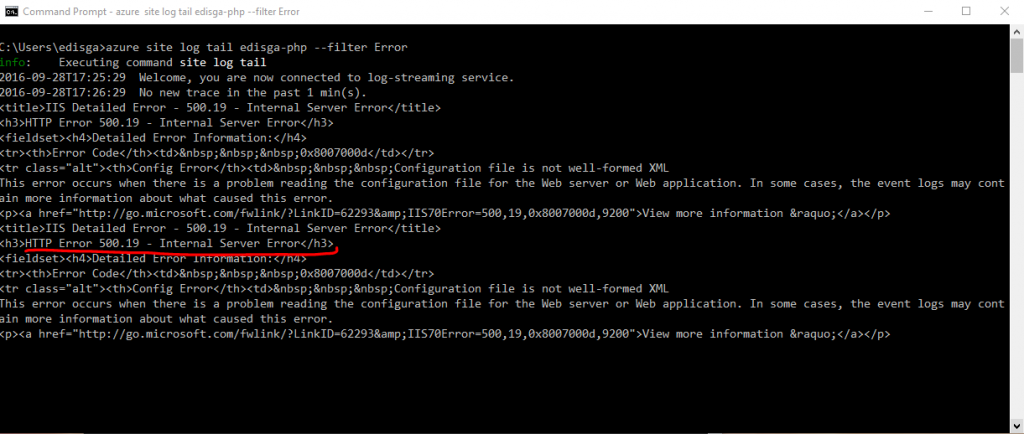 Command Prompt - azure  site log tail edisga-php --filter Error
C:\Users\edisga>azure site log tail edisga-php --filter Error
info:    Executing command site log tail
2016-09-28T17:25:29  Welcome, you are now connected to log-streaming service.
2016-09-28T17:26:29  No new trace in the past 1 min(s).
<title>IIS Detailed Error - 500.19 - Internal Server Error</title>
<h3>HTTP Error 500.19 - Internal Server Error</h3>
<fieldset><h4>Detailed Error Information:</h4>
<tr><th>Error Code</th><td>&nbsp;&nbsp;&nbsp;0x8007000d</td></tr>
<tr class="alt"><th>Config Error</th><td>&nbsp;&nbsp;&nbsp;Configuration file is not well-formed XML
This error occurs when there is a problem reading the configuration file for the Web server or Web application. In some cases, the event logs may cont
ain more information about what caused this error.
<p><a href="http://go.microsoft.com/fwlink/?LinkID=62293&amp;IIS70Error=500,19,0x8007000d,9200">View more information &raquo;</a></p>
<title>IIS Detailed Error - 500.19 - Internal Server Error</title>
<h3>HTTP Error 500.19 - Internal Server Error</h3>
<fieldset><h4>Detailed Error Information:</h4>
<tr><th>Error Code</th><td>&nbsp;&nbsp;&nbsp;0x8007000d</td></tr>
<tr class="alt"><th>Config Error</th><td>&nbsp;&nbsp;&nbsp;Configuration file is not well-formed XML
This error occurs when there is a problem reading the configuration file for the Web server or Web application. In some cases, the event logs may cont
ain more information about what caused this error.
<p><a href="http://go.microsoft.com/fwlink/?LinkID=62293&amp;IIS70Error=500,19,0x8007000d,9200">View more information &raquo;</a></p>